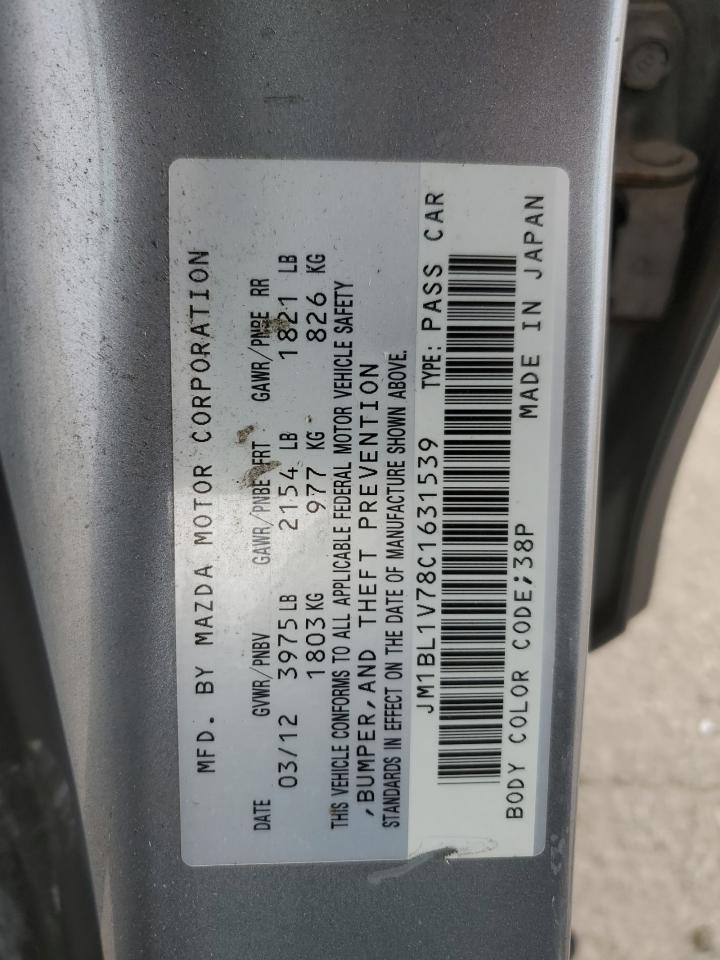 MFD. BY MAZDA MOTOR CORPORATION
DATE GVWR/PNBV GAWR/PNBE FRT GAWR/PNBE RR
03/12 3975 LB 2154 LB 1821 LB
1803 KG 977 KG 826 KG
THIS VEHICLE CONFORMS TO ALL APPLICABLE FEDERAL MOTOR VEHICLE SAFETY
,BUMPER,AND THEFT PREVENTION
STANDARDS IN EFFECT ON THE DATE OF MANUFACTURE SHOWN ABOVE.
JM1BL1V78C1631539 TYPE: PASS CAR
BODY COLOR CODE;38P MADE IN JAPAN